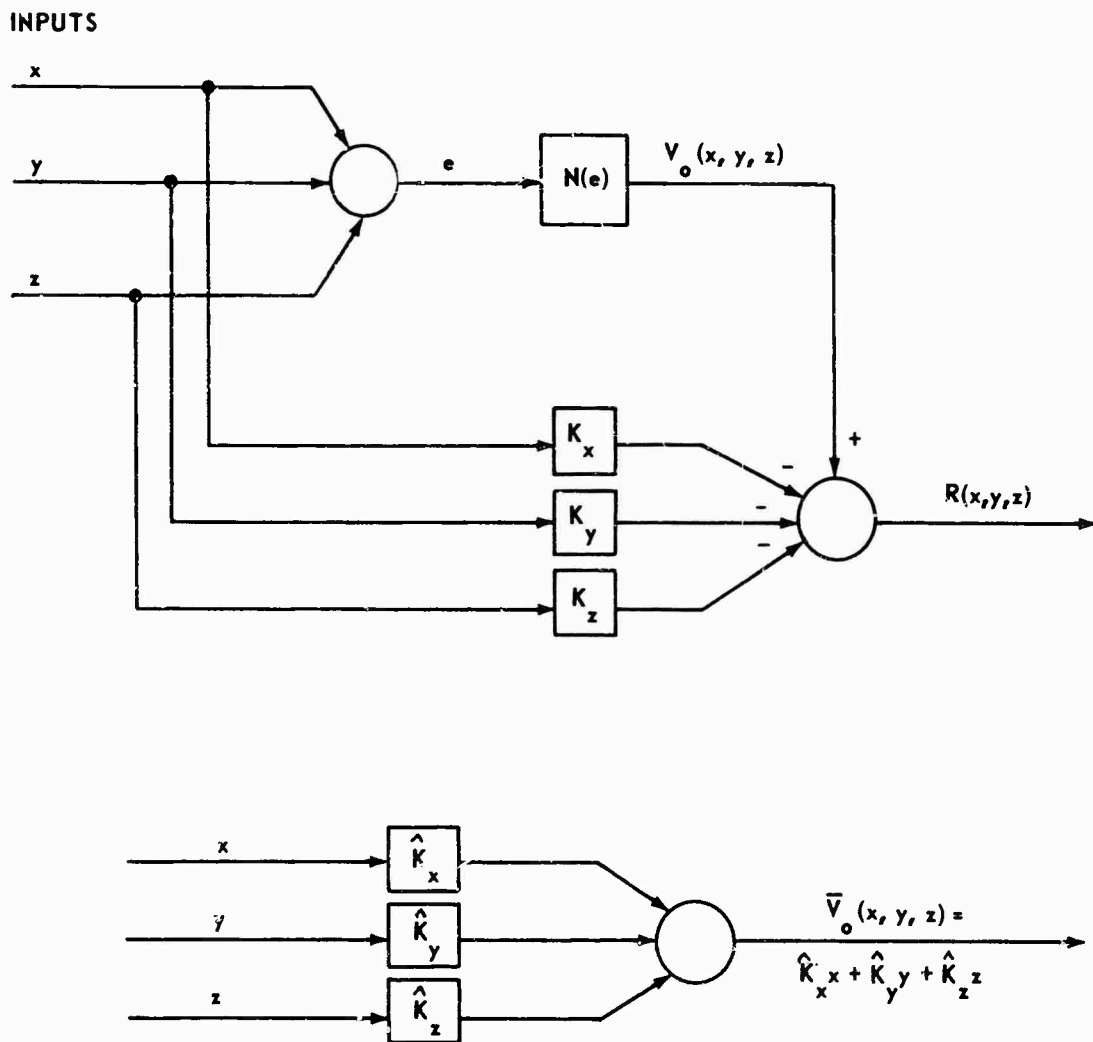 INPUTS
x
y
e
N(e)
V_o(x, y, z)
z
K_x
-
+
K_y
-
R(x,y,z)
K_z
-
x
K̂_x
y
K̂_y
V̄_o(x, y, z) =
K̂_x x + K̂_y y + K̂_z z
z
K̂_z